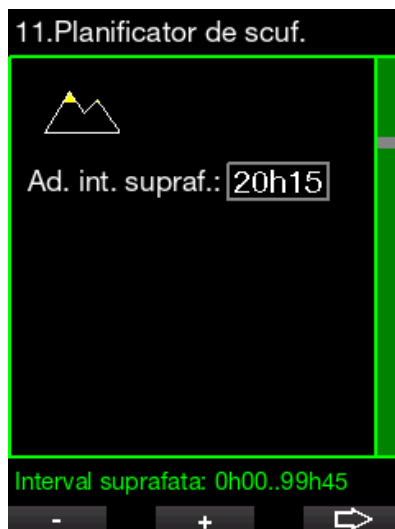 11.Planificator de scuf.
Ad. int. supraf.: 20h15
Interval suprafata: 0h00..99h45
- +